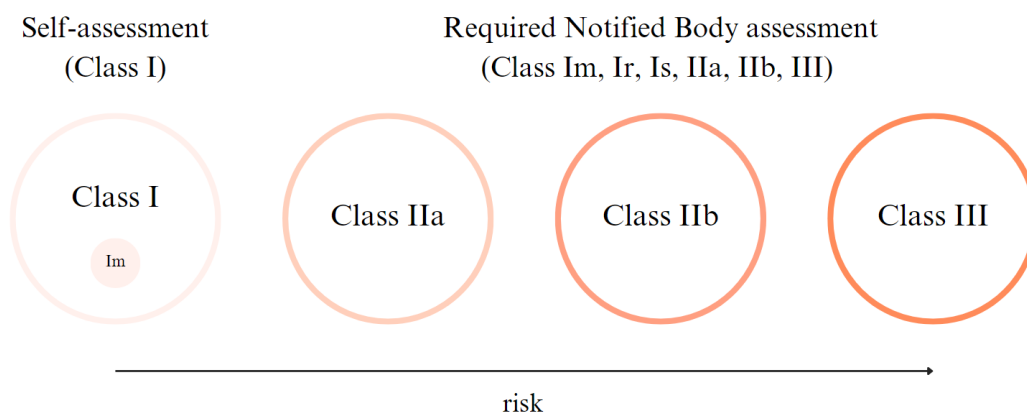 Self-assessment
(Class I)
Required Notified Body assessment
(Class Im, Ir, Is, IIa, IIb, III)
Class I
Im
Class IIa
Class IIb
Class III
risk